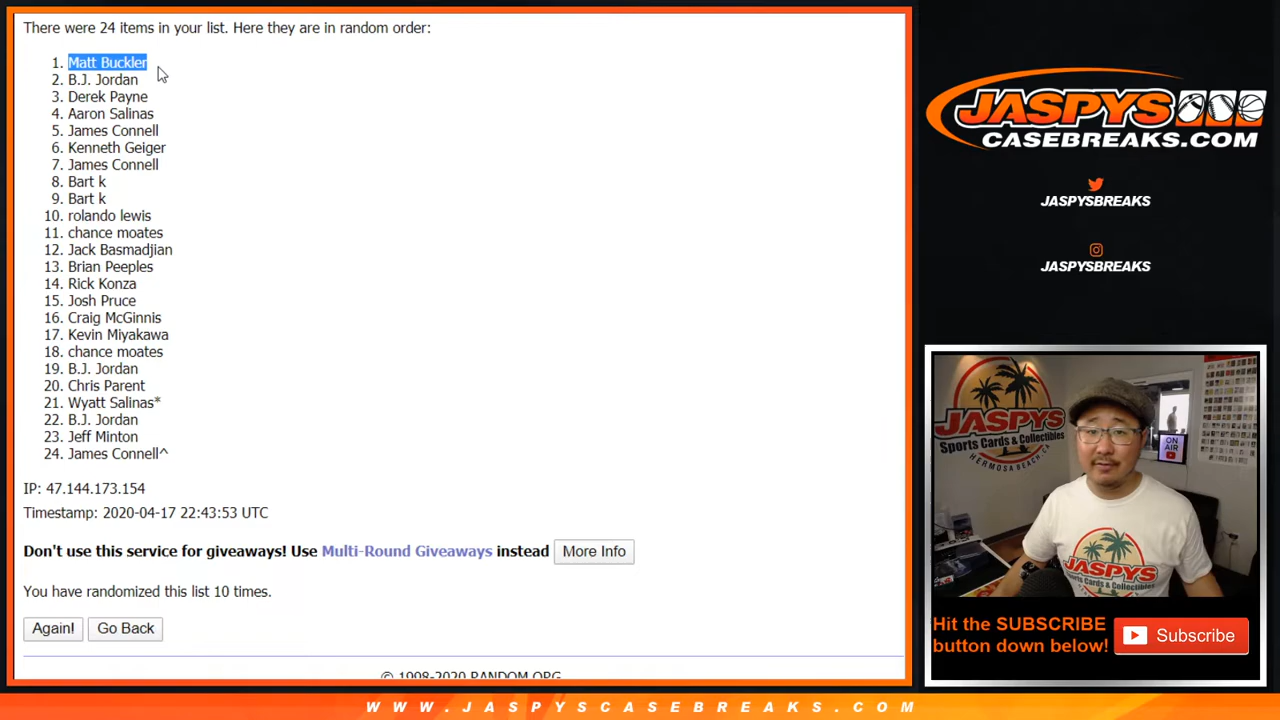 There were 24 items in your list. Here they are in random order:
1. Matt Buckler
2. B.J. Jordan
3. Derek Payne
4. Aaron Salinas
5. James Connell
6. Kenneth Geiger
7. James Connell
8. Bart k
9. Bart k
10. rolando lewis
11. chance moates
12. Jack Basmadjian
13. Brian Peeples
14. Rick Konza
15. Josh Pruce
16. Craig McGinnis
17. Kevin Miyakawa
18. chance moates
19. B.J. Jordan
20. Chris Parent
21. Wyatt Salinas*
22. B.J. Jordan
23. Jeff Minton
24. James Connell^
IP: 47.144.173.154
Timestamp: 2020-04-17 22:43:53 UTC
Don't use this service for giveaways! Use Multi-Round Giveaways instead More Info
You have randomized this list 10 times.
Again! Go Back
© 1998-2020 RANDOM.ORG
JASPYS
CASEBREAKS.COM
JASPYSBREAKS
JASPYSBREAKS
JASPYS
Sports Cards & Collectibles
HERMOSA BEACH, CA
ON AIR
JASPYS
Hit the SUBSCRIBE
button down below!
Subscribe
WWW.JASPYSCASEBREAKS.COM